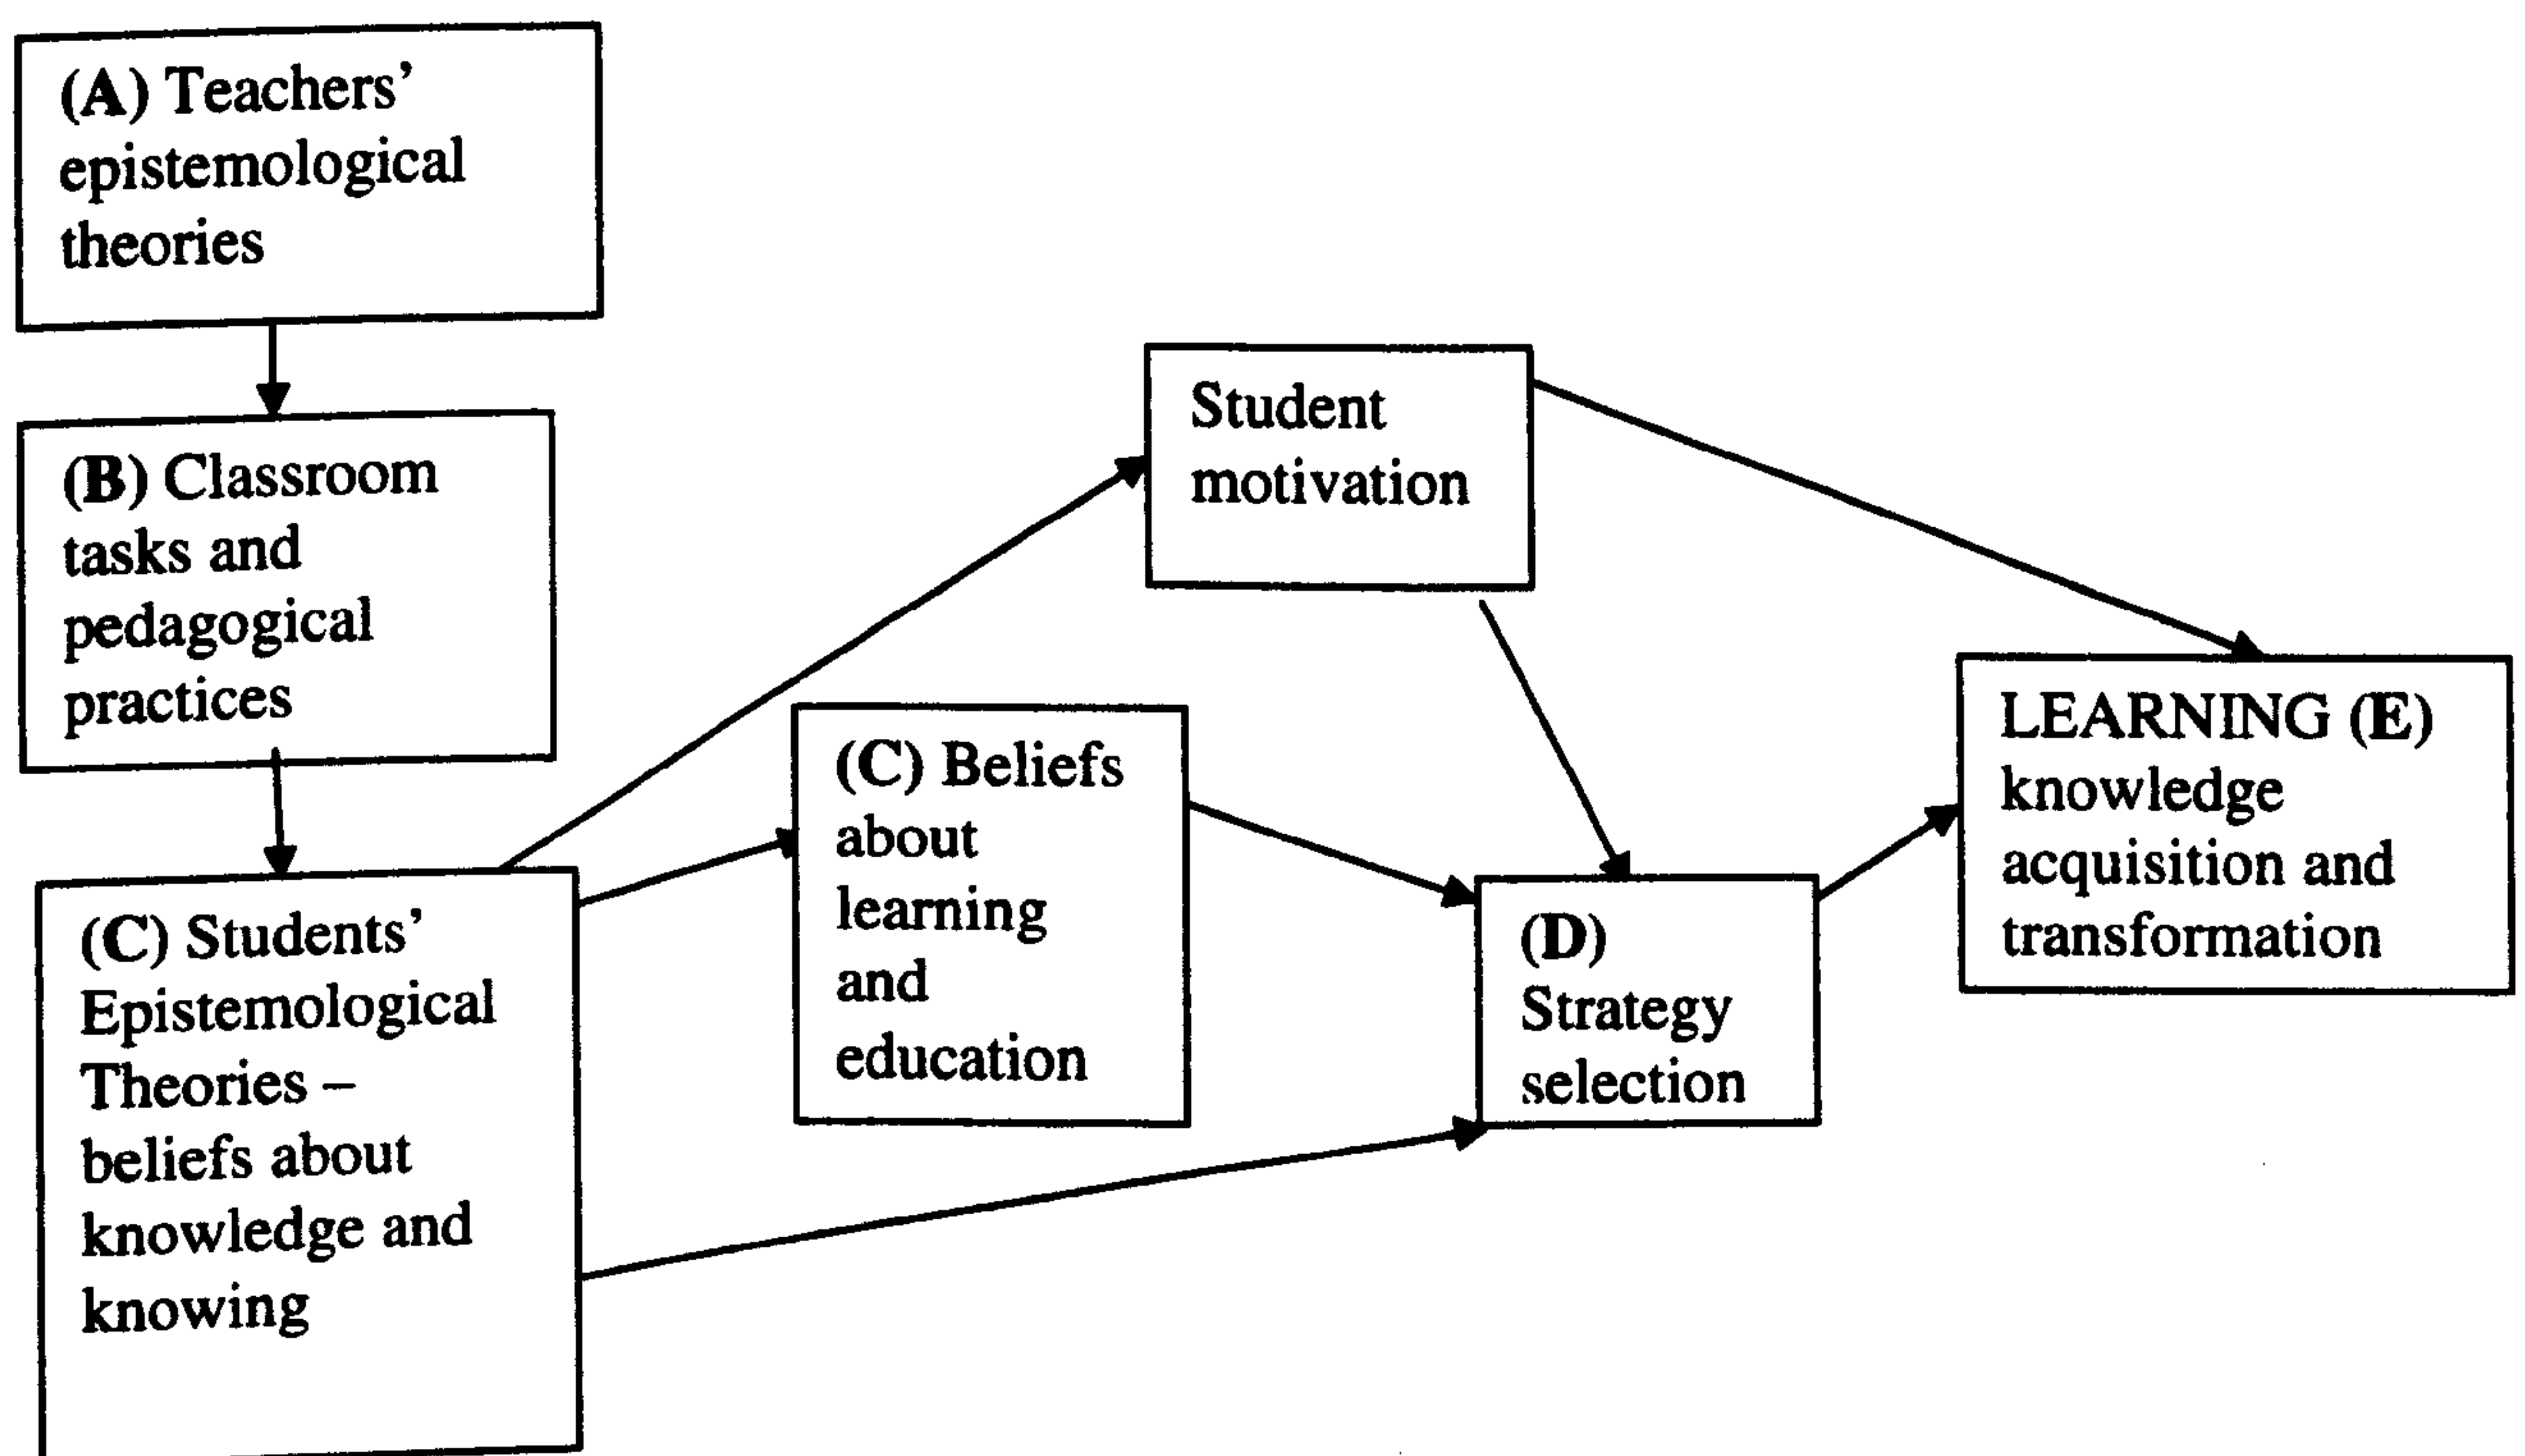 (A) Teachers’
epistemological
theories
(B) Classroom
tasks and
pedagogical
practices
(C) Students’
Epistemological
Theories –
beliefs about
knowledge and
knowing
Student
motivation
(C) Beliefs
about
learning
and
education
(D)
Strategy
selection
LEARNING (E)
knowledge
acquisition and
transformation